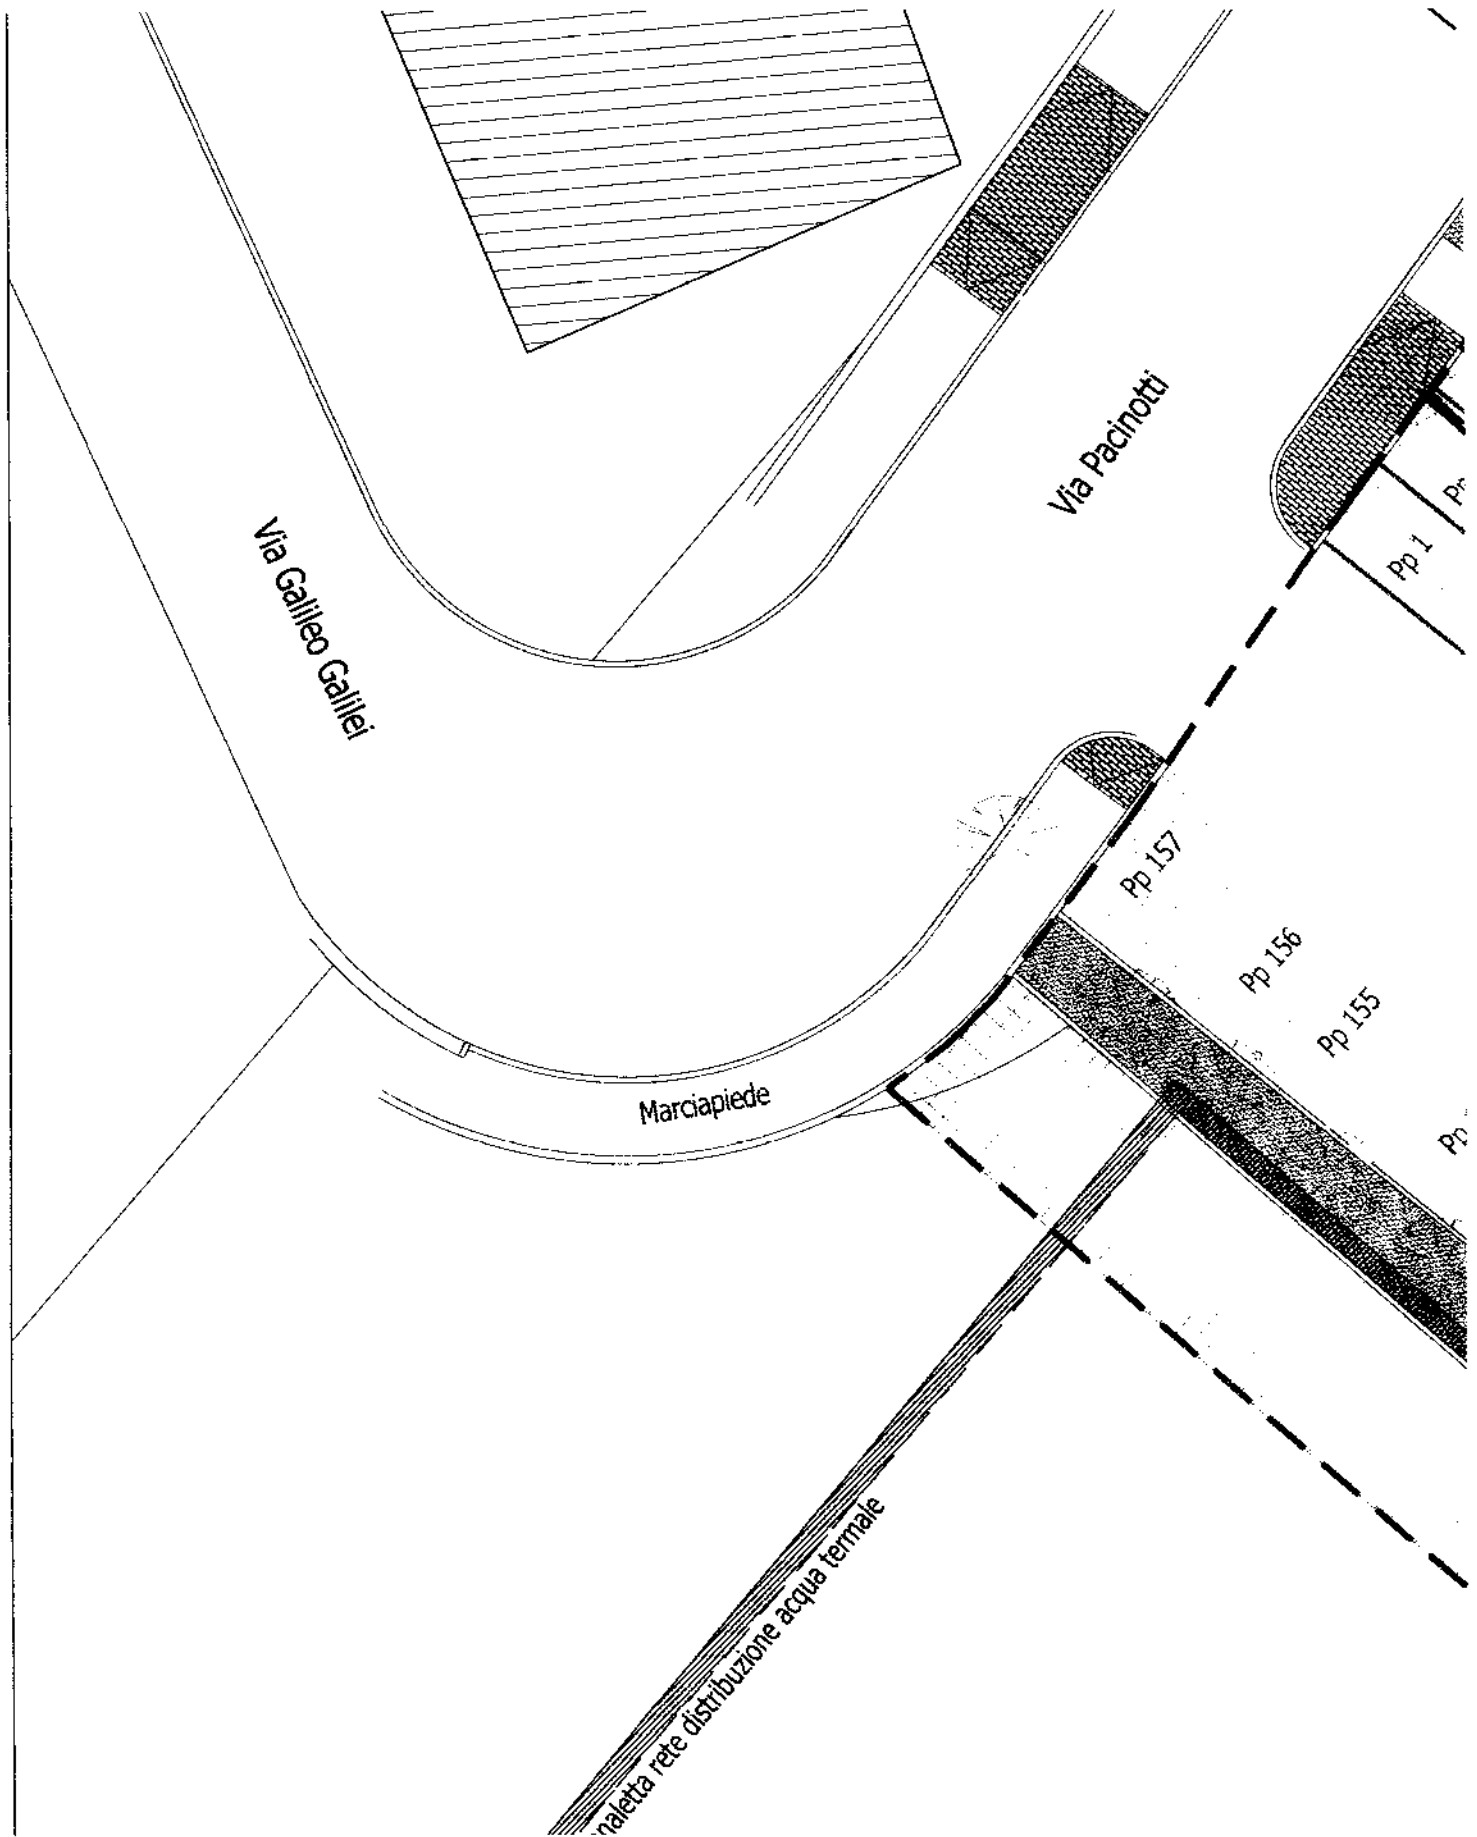 Via Pacinotti
Via Galileo Galilei
Pp 1
Pp 157
Pp 156
Pp 155
Pp
Marciapiede
naletta rete distribuzione acqua termale